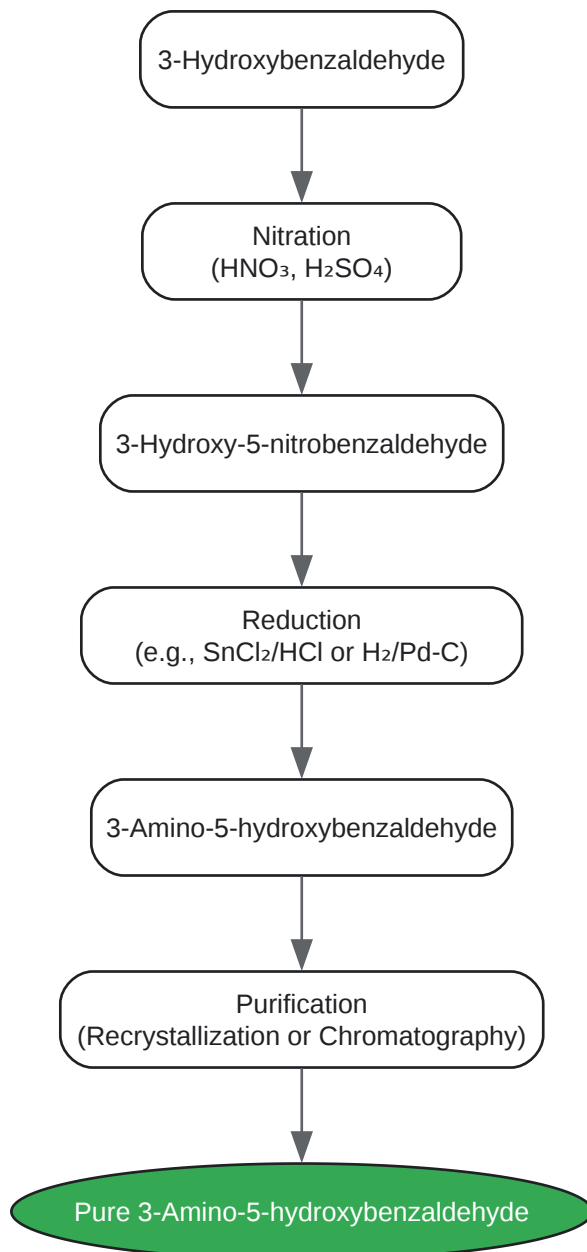 3-Hydroxybenzaldehyde
Nitration
(HNO₃, H₂SO₄)
3-Hydroxy-5-nitrobenzaldehyde
Reduction
(e.g., SnCl₂/HCl or H₂/Pd-C)
3-Amino-5-hydroxybenzaldehyde
Purification
(Recrystallization or Chromatography)
Pure 3-Amino-5-hydroxybenzaldehyde